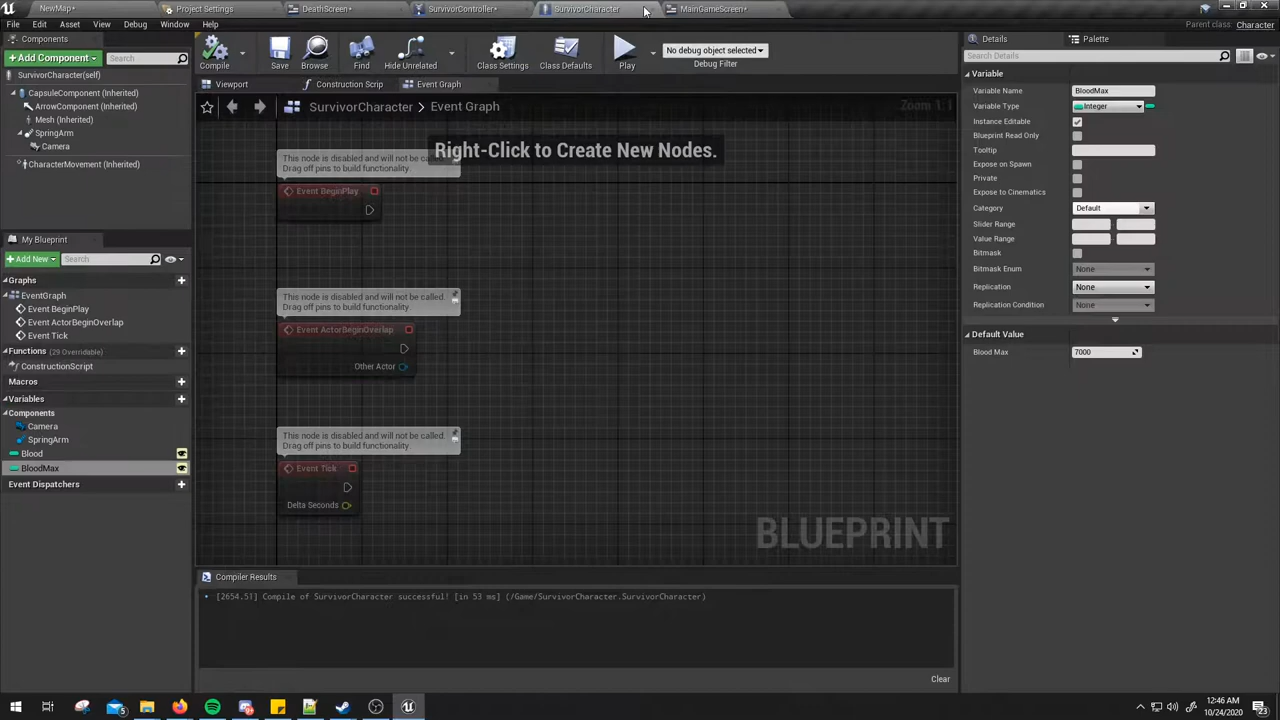 NewMap*
Project Settings
DeathScreen*
SurvivorController*
SurvivorCharacter
MainGameScreen*
File
Edit
Asset
View
Debug
Window
Help
Parent class: Character
Components
+ Add Component
Search
SurvivorCharacter(self)
CapsuleComponent (Inherited)
ArrowComponent (Inherited)
Mesh (Inherited)
SpringArm
Camera
CharacterMovement (Inherited)
Compile
Save
Browse
Find
Hide Unrelated
Class Settings
Class Defaults
Play
No debug object selected
Debug Filter
Viewport
Construction Scrip
Event Graph
SurvivorCharacter > Event Graph
Zoom 1:1
Right-Click to Create New Nodes.
This node is disabled and will not be called.
Drag off pins to build functionality.
Event BeginPlay
This node is disabled and will not be called.
Drag off pins to build functionality.
Event ActorBeginOverlap
Other Actor
This node is disabled and will not be called.
Drag off pins to build functionality.
Event Tick
Delta Seconds
BLUEPRINT
My Blueprint
+ Add New
Search
Graphs
EventGraph
Event BeginPlay
Event ActorBeginOverlap
Event Tick
Functions (29 Overridable)
ConstructionScript
Macros
Variables
Components
Camera
SpringArm
Blood
BloodMax
Event Dispatchers
Compiler Results
[2654.51] Compile of SurvivorCharacter successful! [in 53 ms] (/Game/SurvivorCharacter.SurvivorCharacter)
Clear
Details
Palette
Search Details
Variable
Variable Name
BloodMax
Variable Type
Integer
Instance Editable
Blueprint Read Only
Tooltip
Expose on Spawn
Private
Expose to Cinematics
Category
Default
Slider Range
Value Range
Bitmask
Bitmask Enum
None
Replication
None
Replication Condition
None
Default Value
Blood Max
7000
12:46 AM
10/24/2020